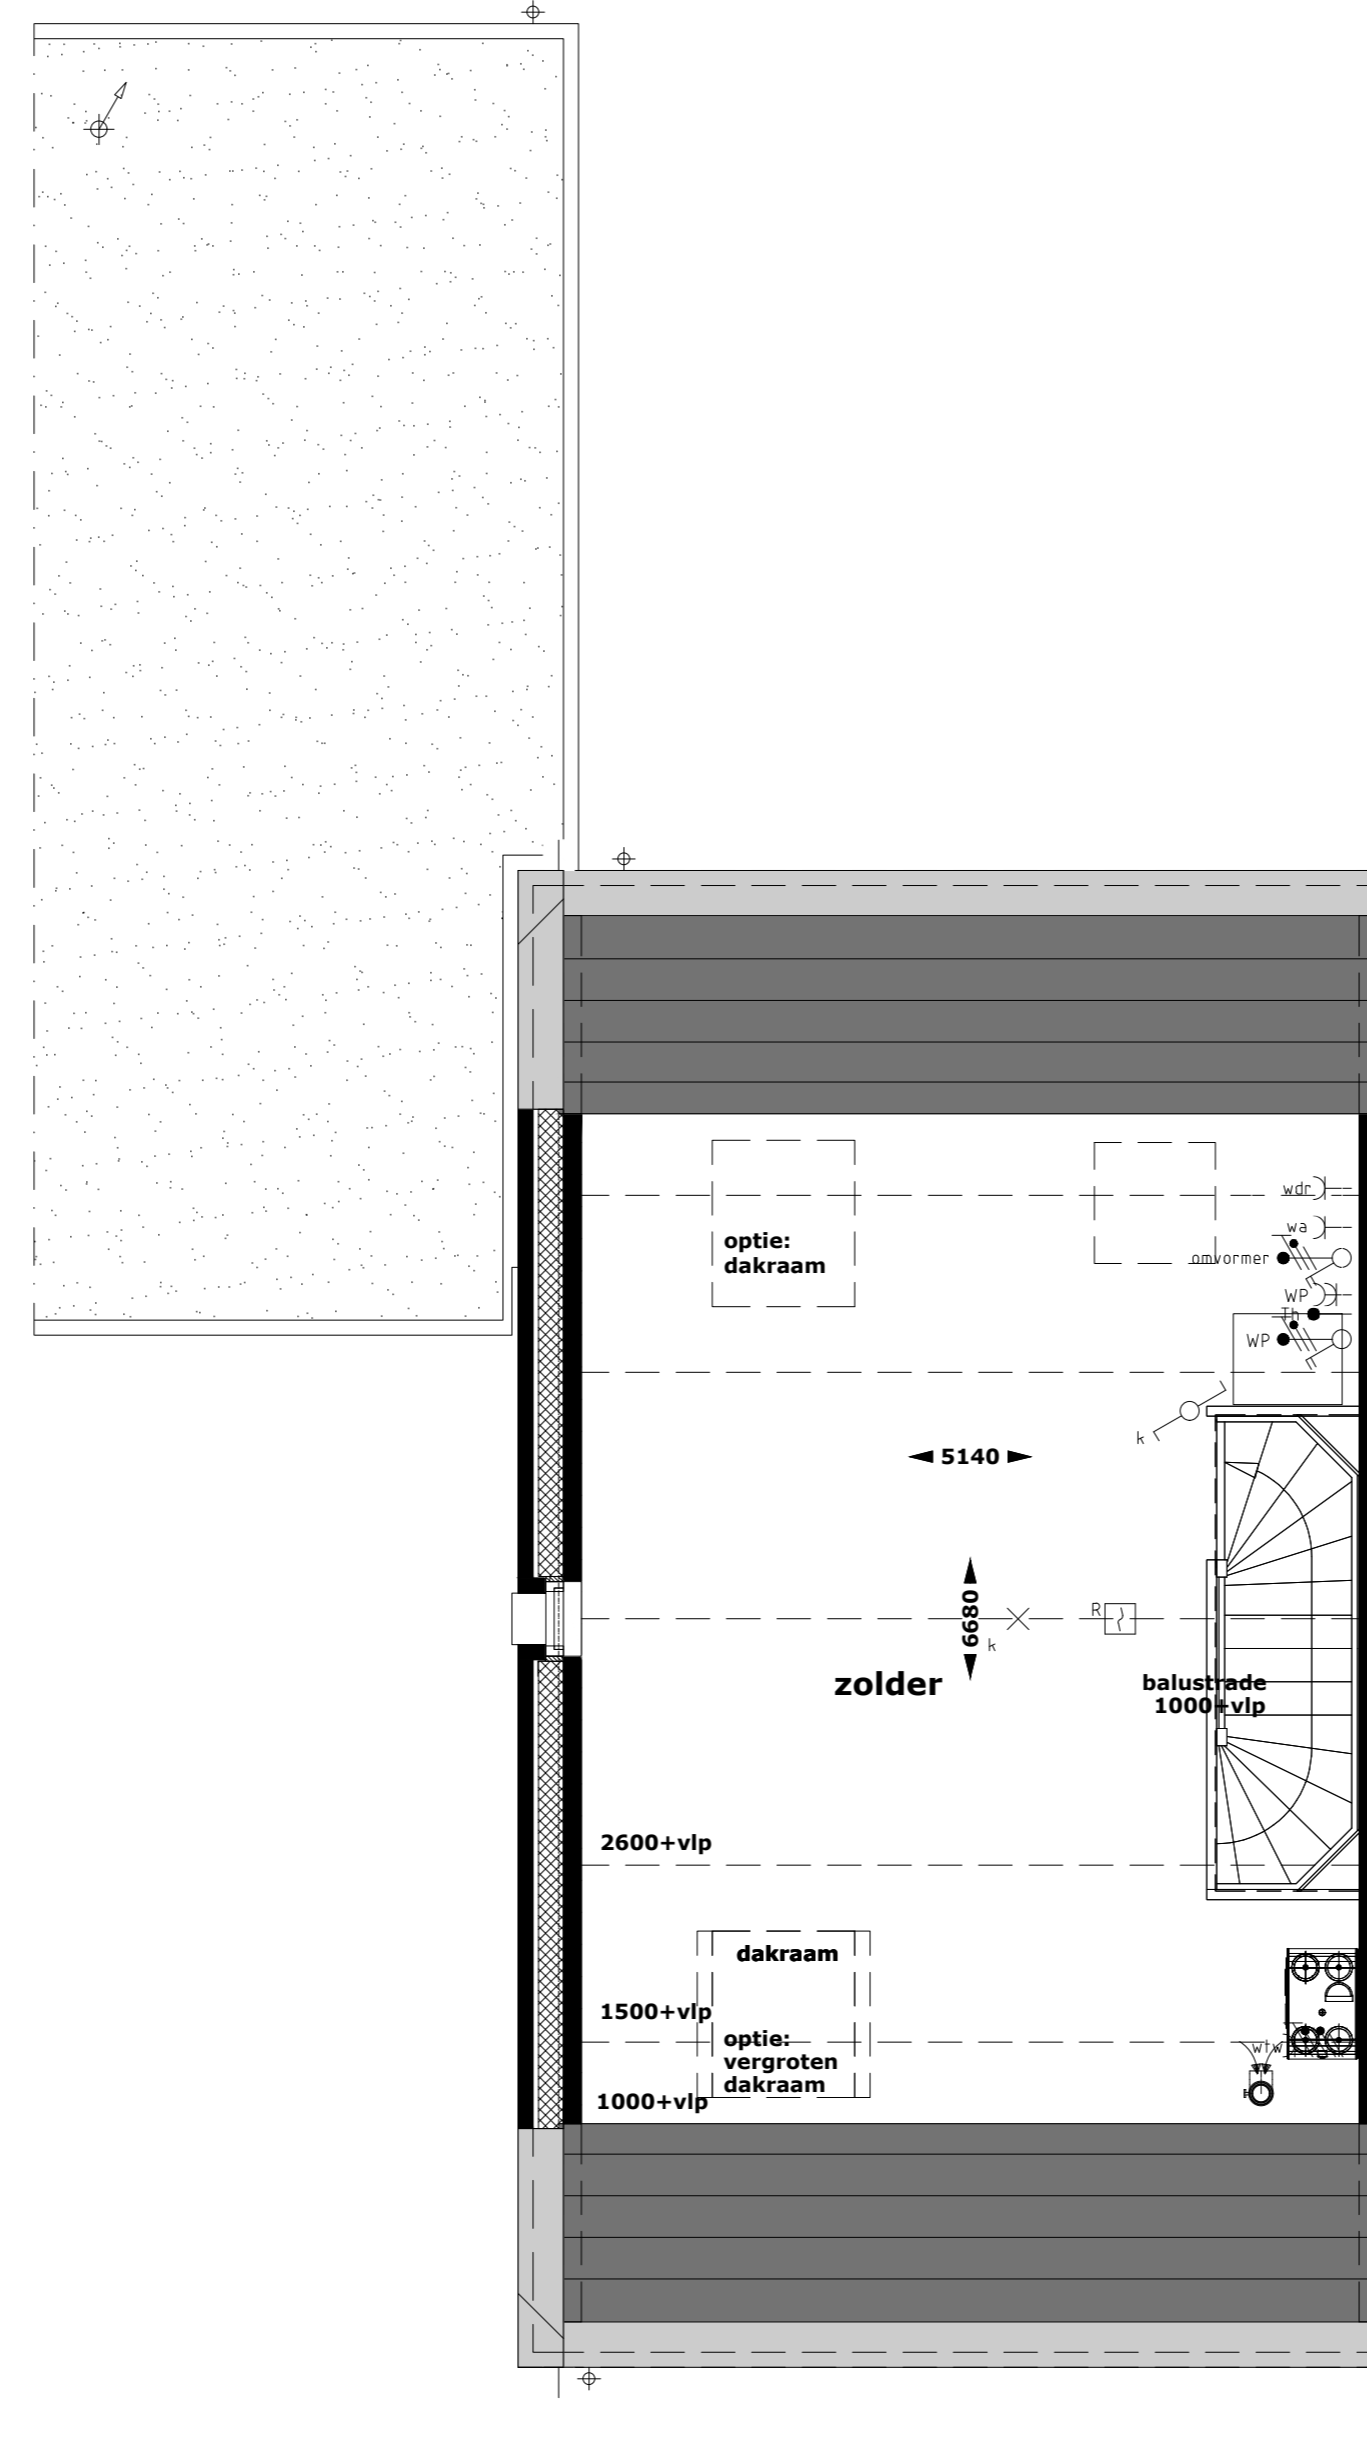 optie:
dakraam
wdr
wa
omvormer
WP
Th
WP
k
5140
6680
k
R
zolder
balustrade
1000+vlp
2600+vlp
dakraam
1500+vlp
optie:
vergroten
dakraam
wtw
1000+vlp